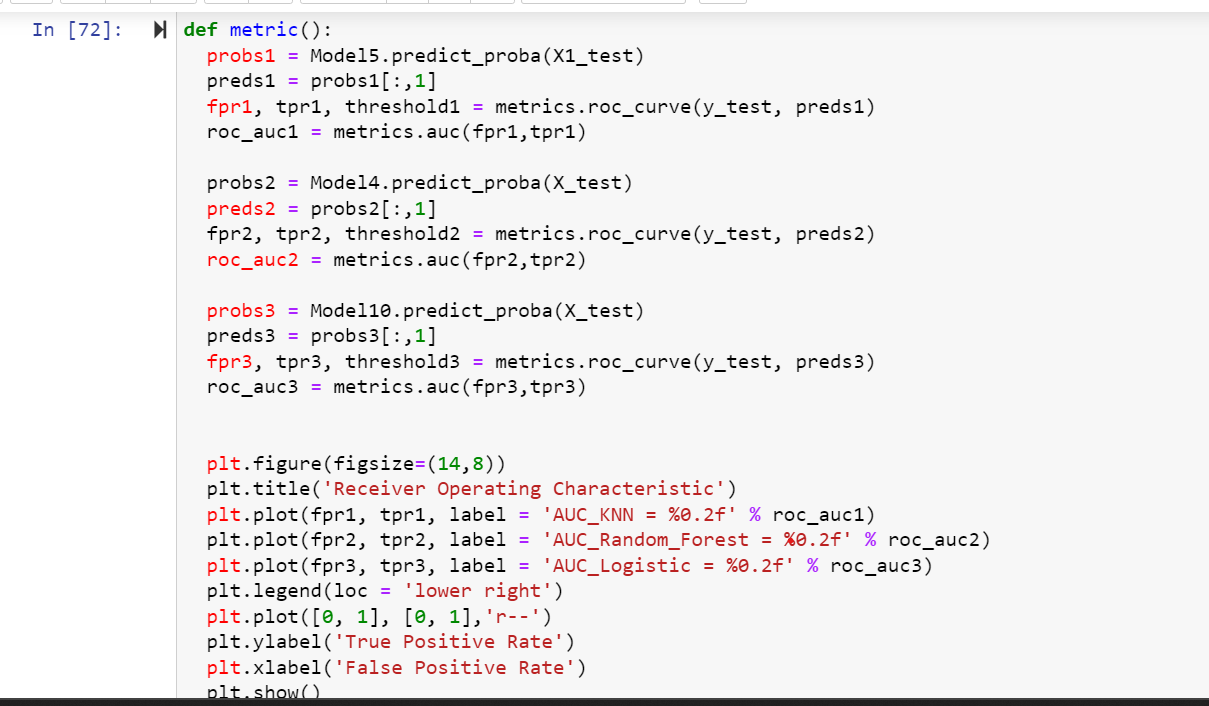 In [72]:
def metric():
  probs1 = Model5.predict_proba(X1_test)
  preds1 = probs1[:,1]
  fpr1, tpr1, threshold1 = metrics.roc_curve(y_test, preds1)
  roc_auc1 = metrics.auc(fpr1,tpr1)

  probs2 = Model4.predict_proba(X_test)
  preds2 = probs2[:,1]
  fpr2, tpr2, threshold2 = metrics.roc_curve(y_test, preds2)
  roc_auc2 = metrics.auc(fpr2,tpr2)

  probs3 = Model10.predict_proba(X_test)
  preds3 = probs3[:,1]
  fpr3, tpr3, threshold3 = metrics.roc_curve(y_test, preds3)
  roc_auc3 = metrics.auc(fpr3,tpr3)


  plt.figure(figsize=(14,8))
  plt.title('Receiver Operating Characteristic')
  plt.plot(fpr1, tpr1, label = 'AUC_KNN = %0.2f' % roc_auc1)
  plt.plot(fpr2, tpr2, label = 'AUC_Random_Forest = %0.2f' % roc_auc2)
  plt.plot(fpr3, tpr3, label = 'AUC_Logistic = %0.2f' % roc_auc3)
  plt.legend(loc = 'lower right')
  plt.plot([0, 1], [0, 1],'r--')
  plt.ylabel('True Positive Rate')
  plt.xlabel('False Positive Rate')
  plt.show()